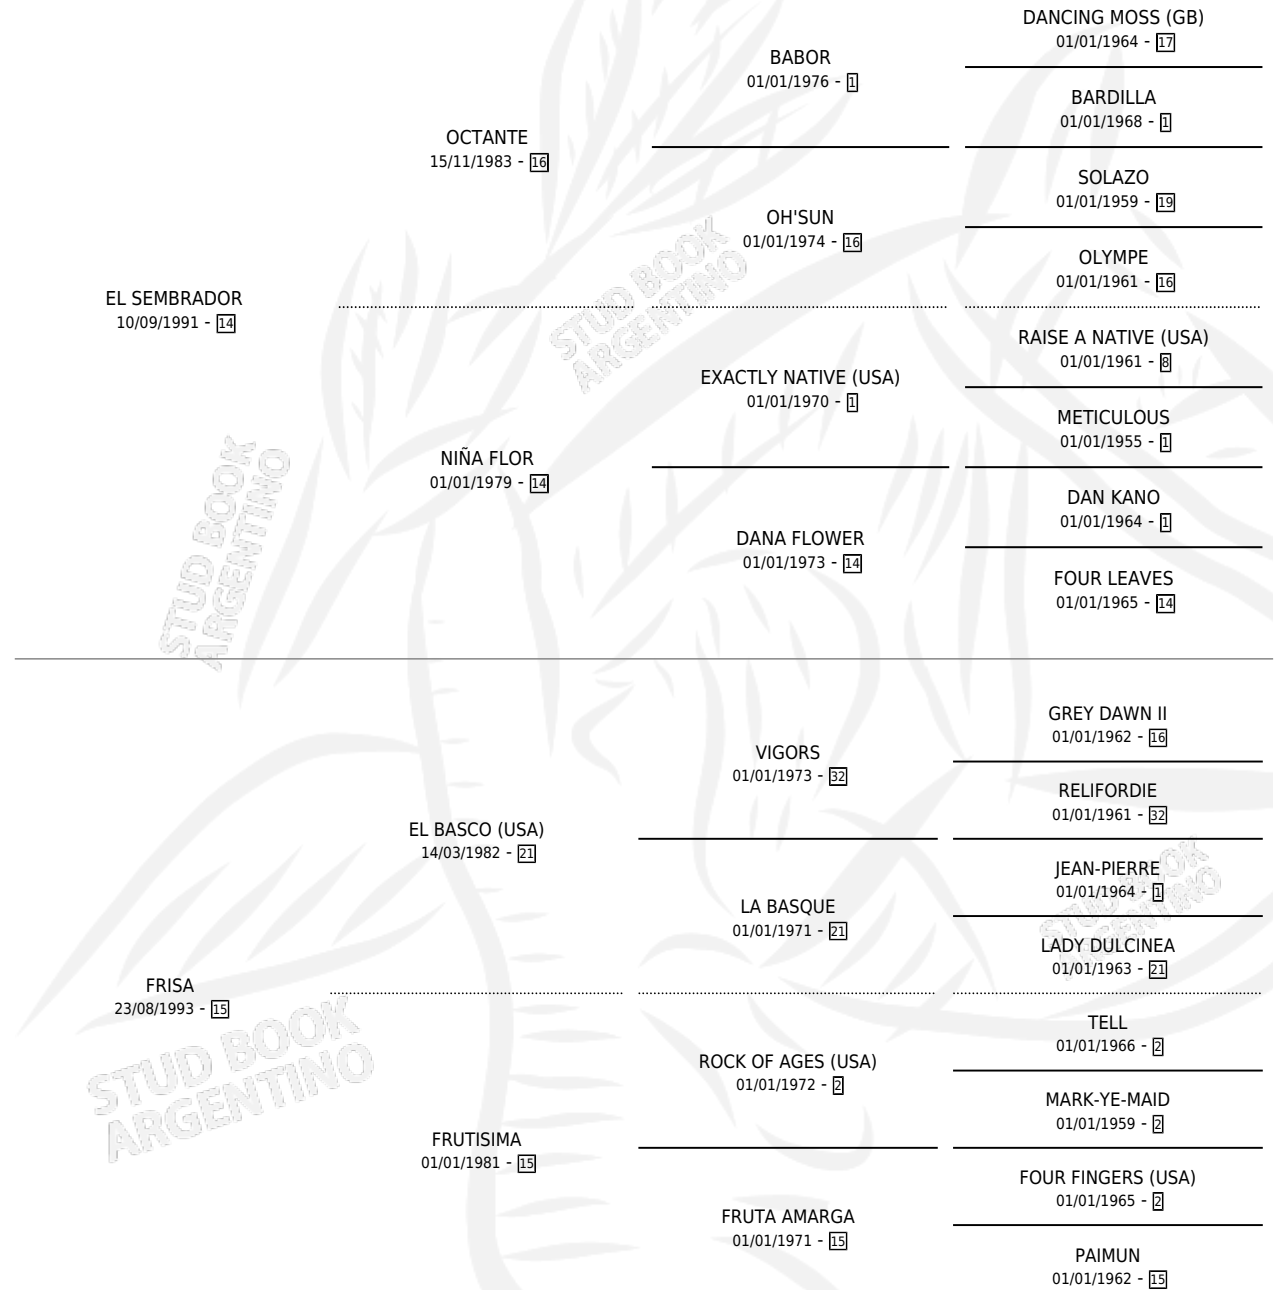 DANCING MOSS (GB)
01/01/1964 - 17
BABOR
01/01/1976 - 1
BARDILLA
01/01/1968 - 1
OCTANTE
15/11/1983 - 16
SOLAZO
01/01/1959 - 19
OH'SUN
01/01/1974 - 16
OLYMPE
01/01/1961 - 16
EL SEMBRADOR
10/09/1991 - 14
RAISE A NATIVE (USA)
01/01/1961 - 8
EXACTLY NATIVE (USA)
01/01/1970 - 1
METICULOUS
01/01/1955 - 1
NIÑA FLOR
01/01/1979 - 14
DAN KANO
01/01/1964 - 1
DANA FLOWER
01/01/1973 - 14
FOUR LEAVES
01/01/1965 - 14
GREY DAWN II
01/01/1962 - 16
VIGORS
01/01/1973 - 32
RELIFORDIE
01/01/1961 - 32
EL BASCO (USA)
14/03/1982 - 21
JEAN-PIERRE
01/01/1964 - 1
LA BASQUE
01/01/1971 - 21
LADY DULCINEA
01/01/1963 - 21
FRISA
23/08/1993 - 15
TELL
01/01/1966 - 2
ROCK OF AGES (USA)
01/01/1972 - 2
MARK-YE-MAID
01/01/1959 - 2
FRUTISIMA
01/01/1981 - 15
FOUR FINGERS (USA)
01/01/1965 - 2
FRUTA AMARGA
01/01/1971 - 15
PAIMUN
01/01/1962 - 15
STUD BOOK
ARGENTINO
STUD BOOK
ARGENTINO
STUD BOOK
ARGENTINO
STUD BOOK
ARGENTINO